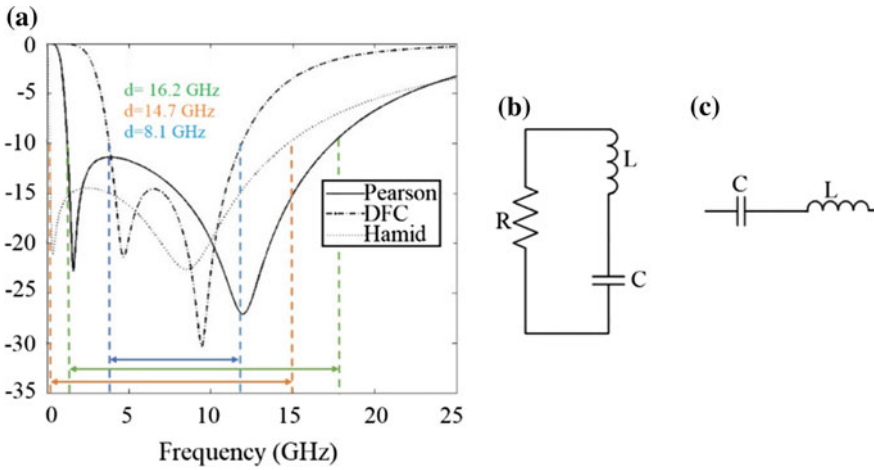 (a)
0
-5
-10
-15
-20
-25
-30
-35
d= 16.2 GHz
d=14.7 GHz
d=8.1 GHz
Pearson
DFC
Hamid
0 5 10 15 20 25
Frequency (GHz)
(b)
R
L
C
(c)
C
L